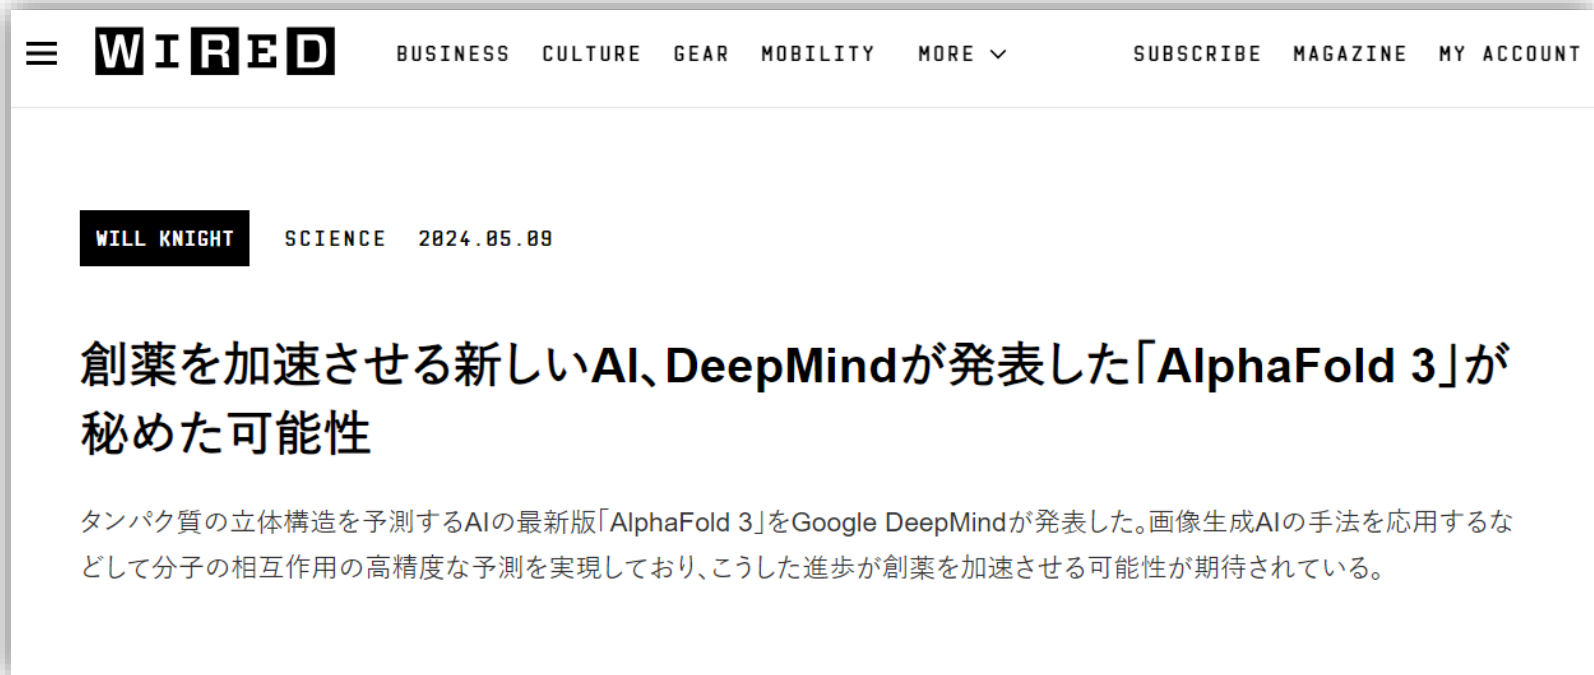 WIRED BUSINESS CULTURE GEAR MOBILITY MORE SUBSCRIBE MAGAZINE MY ACCOUNT
WILL KNIGHT SCIENCE 2024.05.09
創薬を加速させる新しいAI、DeepMindが発表した「AlphaFold 3」が
秘めた可能性
タンパク質の立体構造を予測するAIの最新版「AlphaFold 3」をGoogle DeepMindが発表した。画像生成AIの手法を応用するな
どして分子の相互作用の高精度な予測を実現しており、こうした進歩が創薬を加速させる可能性が期待されている。